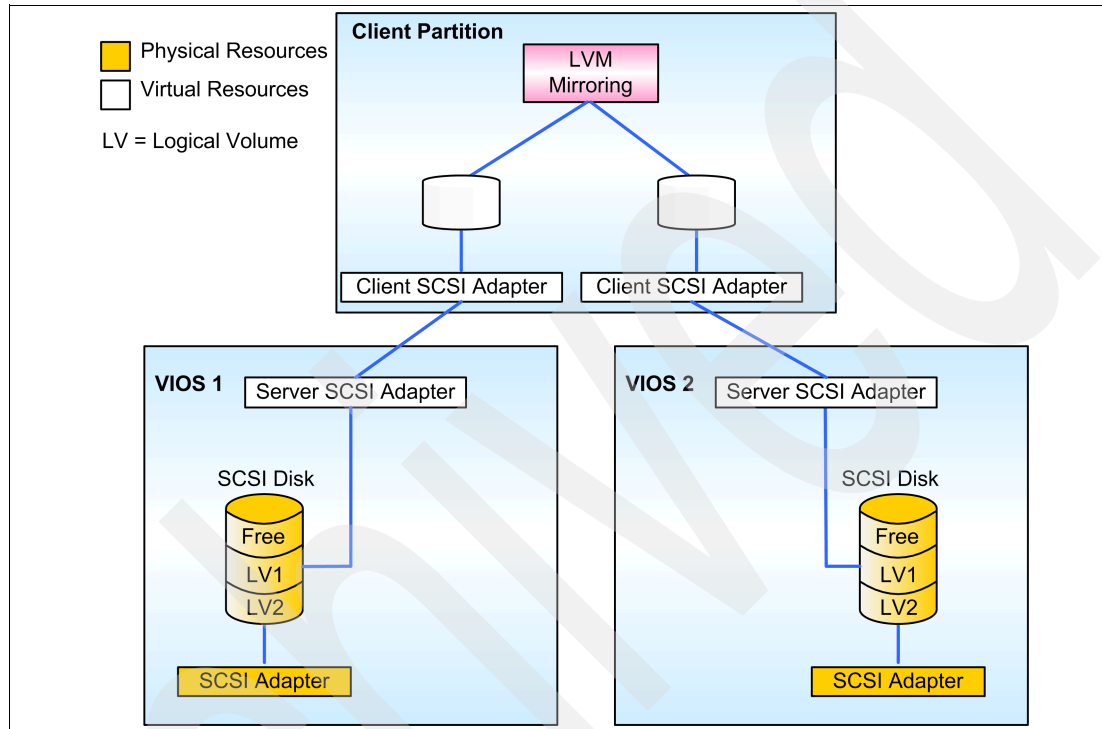 Client Partition
Physical Resources
Virtual Resources
LV = Logical Volume
LVM
Mirroring
Client SCSI Adapter
Client SCSI Adapter
VIOS 1
Server SCSI Adapter
SCSI Disk
Free
LV1
LV2
SCSI Adapter
VIOS 2
Server SCSI Adapter
SCSI Disk
Free
LV1
LV2
SCSI Adapter